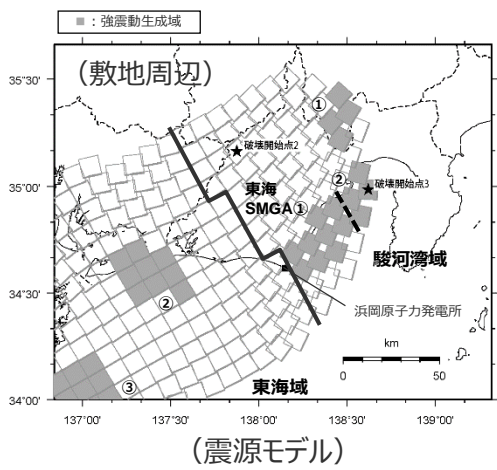 ■：強震動生成域
（敷地周辺）
35°30'
35°00'
34°30'
34°00'
①
★破壊開始点2
②
★破壊開始点3
東海
SMGA①
駿河湾域
浜岡原子力発電所
②
km
0 50
③
東海域
137°00' 137°30' 138°00' 138°30' 139°00'
（震源モデル）